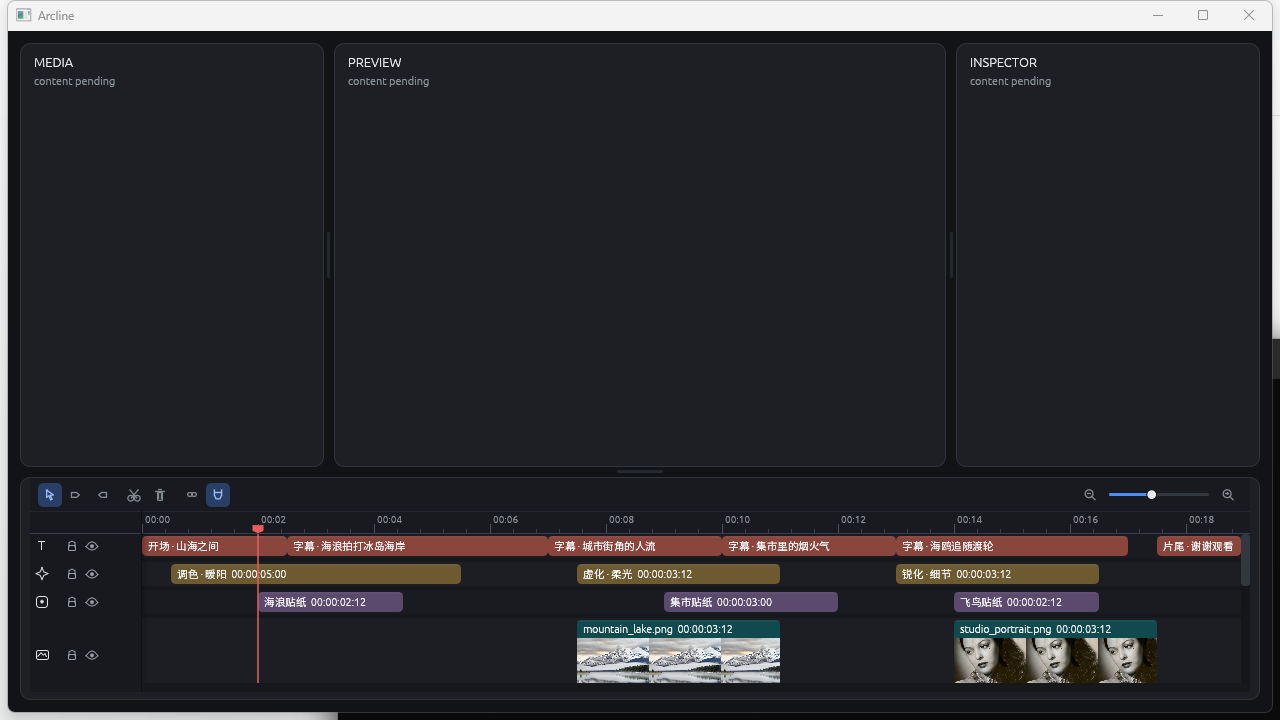 Arcline
MEDIA
content pending
PREVIEW
content pending
INSPECTOR
content pending
00:00
00:02
00:04
00:06
00:08
00:10
00:12
00:14
00:16
00:18
T
开场·山海之间
字幕·海浪拍打冰岛海岸
字幕·城市街角的人流
字幕·集市里的烟火气
字幕·海鸥追随渡轮
片尾·谢谢观看
调色·暖阳 00:00:05:00
虚化·柔光 00:00:03:12
锐化·细节 00:00:03:12
海浪贴纸 00:00:02:12
集市贴纸 00:00:03:00
飞鸟贴纸 00:00:02:12
mountain_lake.png 00:00:03:12
studio_portrait.png 00:00:03:12